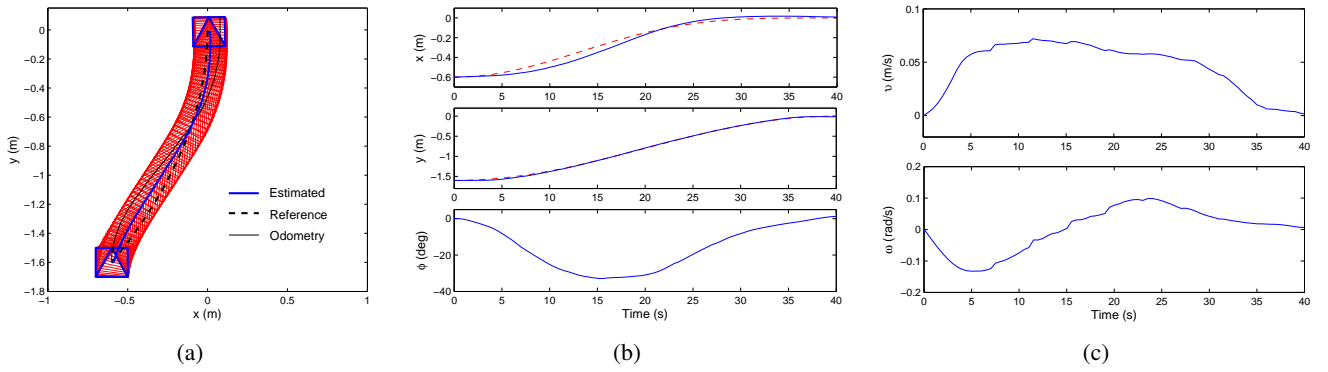 y (m)
0
−0.2
−0.4
−0.6
−0.8
−1
−1.2
−1.4
−1.6
−1.8
Estimated
Reference
Odometry
−1
−0.5
0
0.5
1
x (m)
(a)
x (m)
0
−0.2
−0.4
−0.6
0 5 10 15 20 25 30 35 40
y (m)
0
−0.5
−1
−1.5
0 5 10 15 20 25 30 35 40
ϕ (deg)
0
−20
−40
0 5 10 15 20 25 30 35 40
Time (s)
(b)
υ (m/s)
0.1
0.05
0
0 5 10 15 20 25 30 35 40
ω (rad/s)
0.2
0.1
0
−0.1
−0.2
0 5 10 15 20 25 30 35 40
Time (s)
(c)